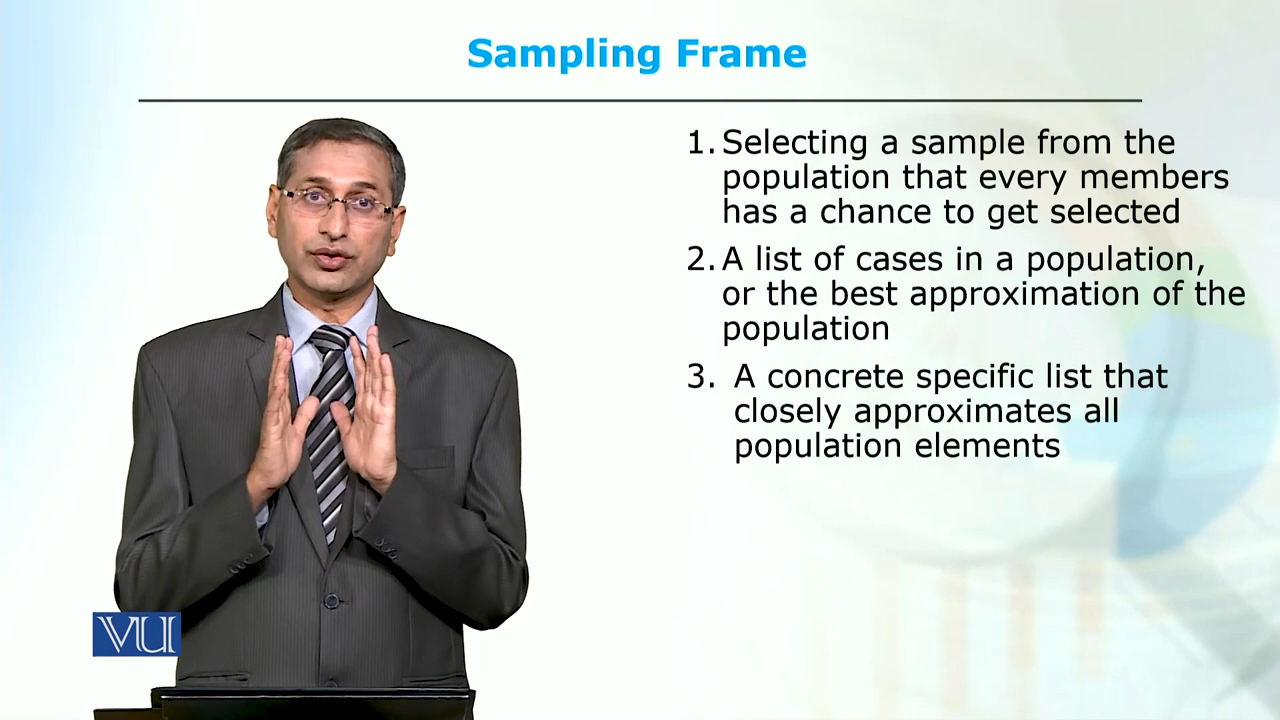 Sampling Frame
1. Selecting a sample from the
population that every members
has a chance to get selected
2. A list of cases in a population,
or the best approximation of the
population
3. A concrete specific list that
closely approximates all
population elements
VU